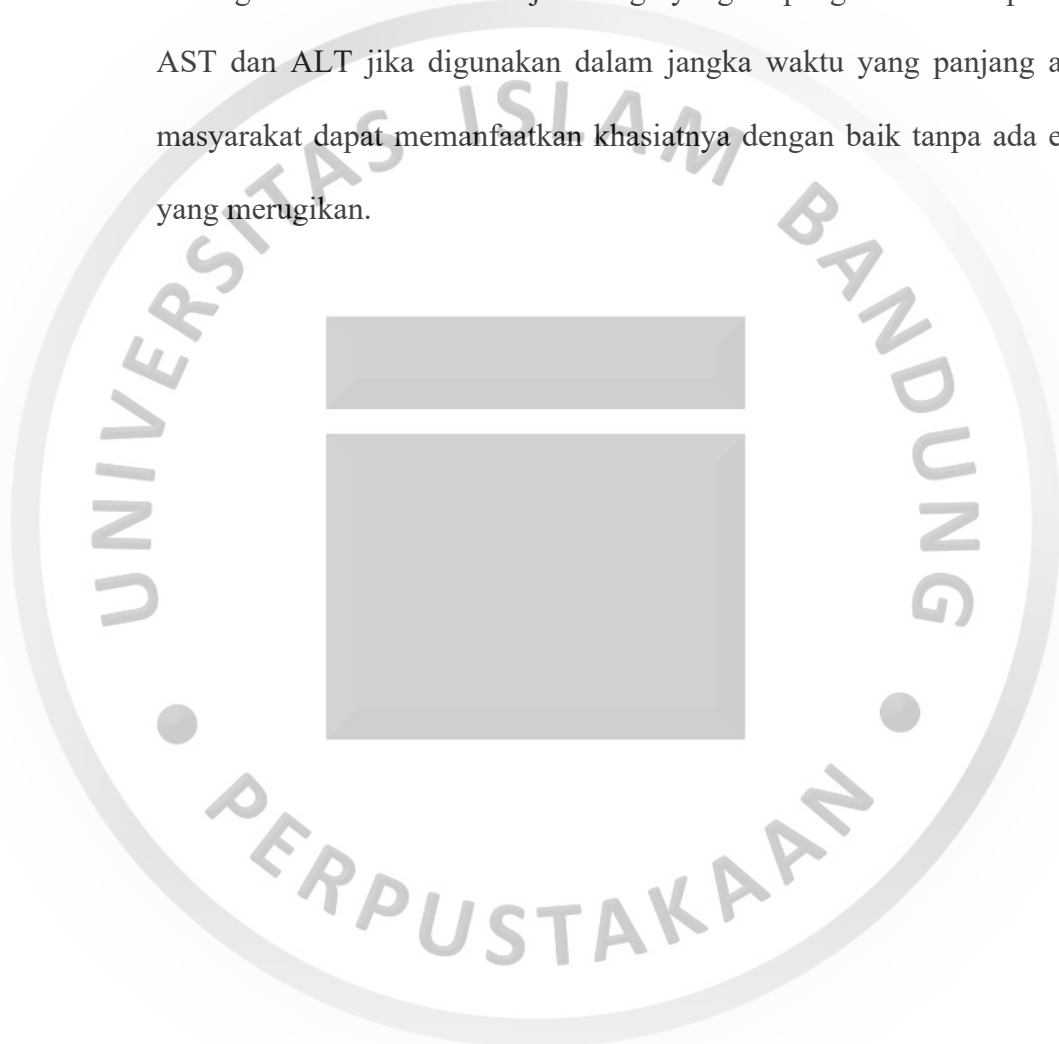 AST dan ALT jika digunakan dalam jangka waktu yang panjang
masyarakat dapat memanfaatkan khasiatnya dengan baik tanpa ada
yang merugikan.
UNIVERSITAS ISLAM BANDUNG
PERPUSTAKAAN